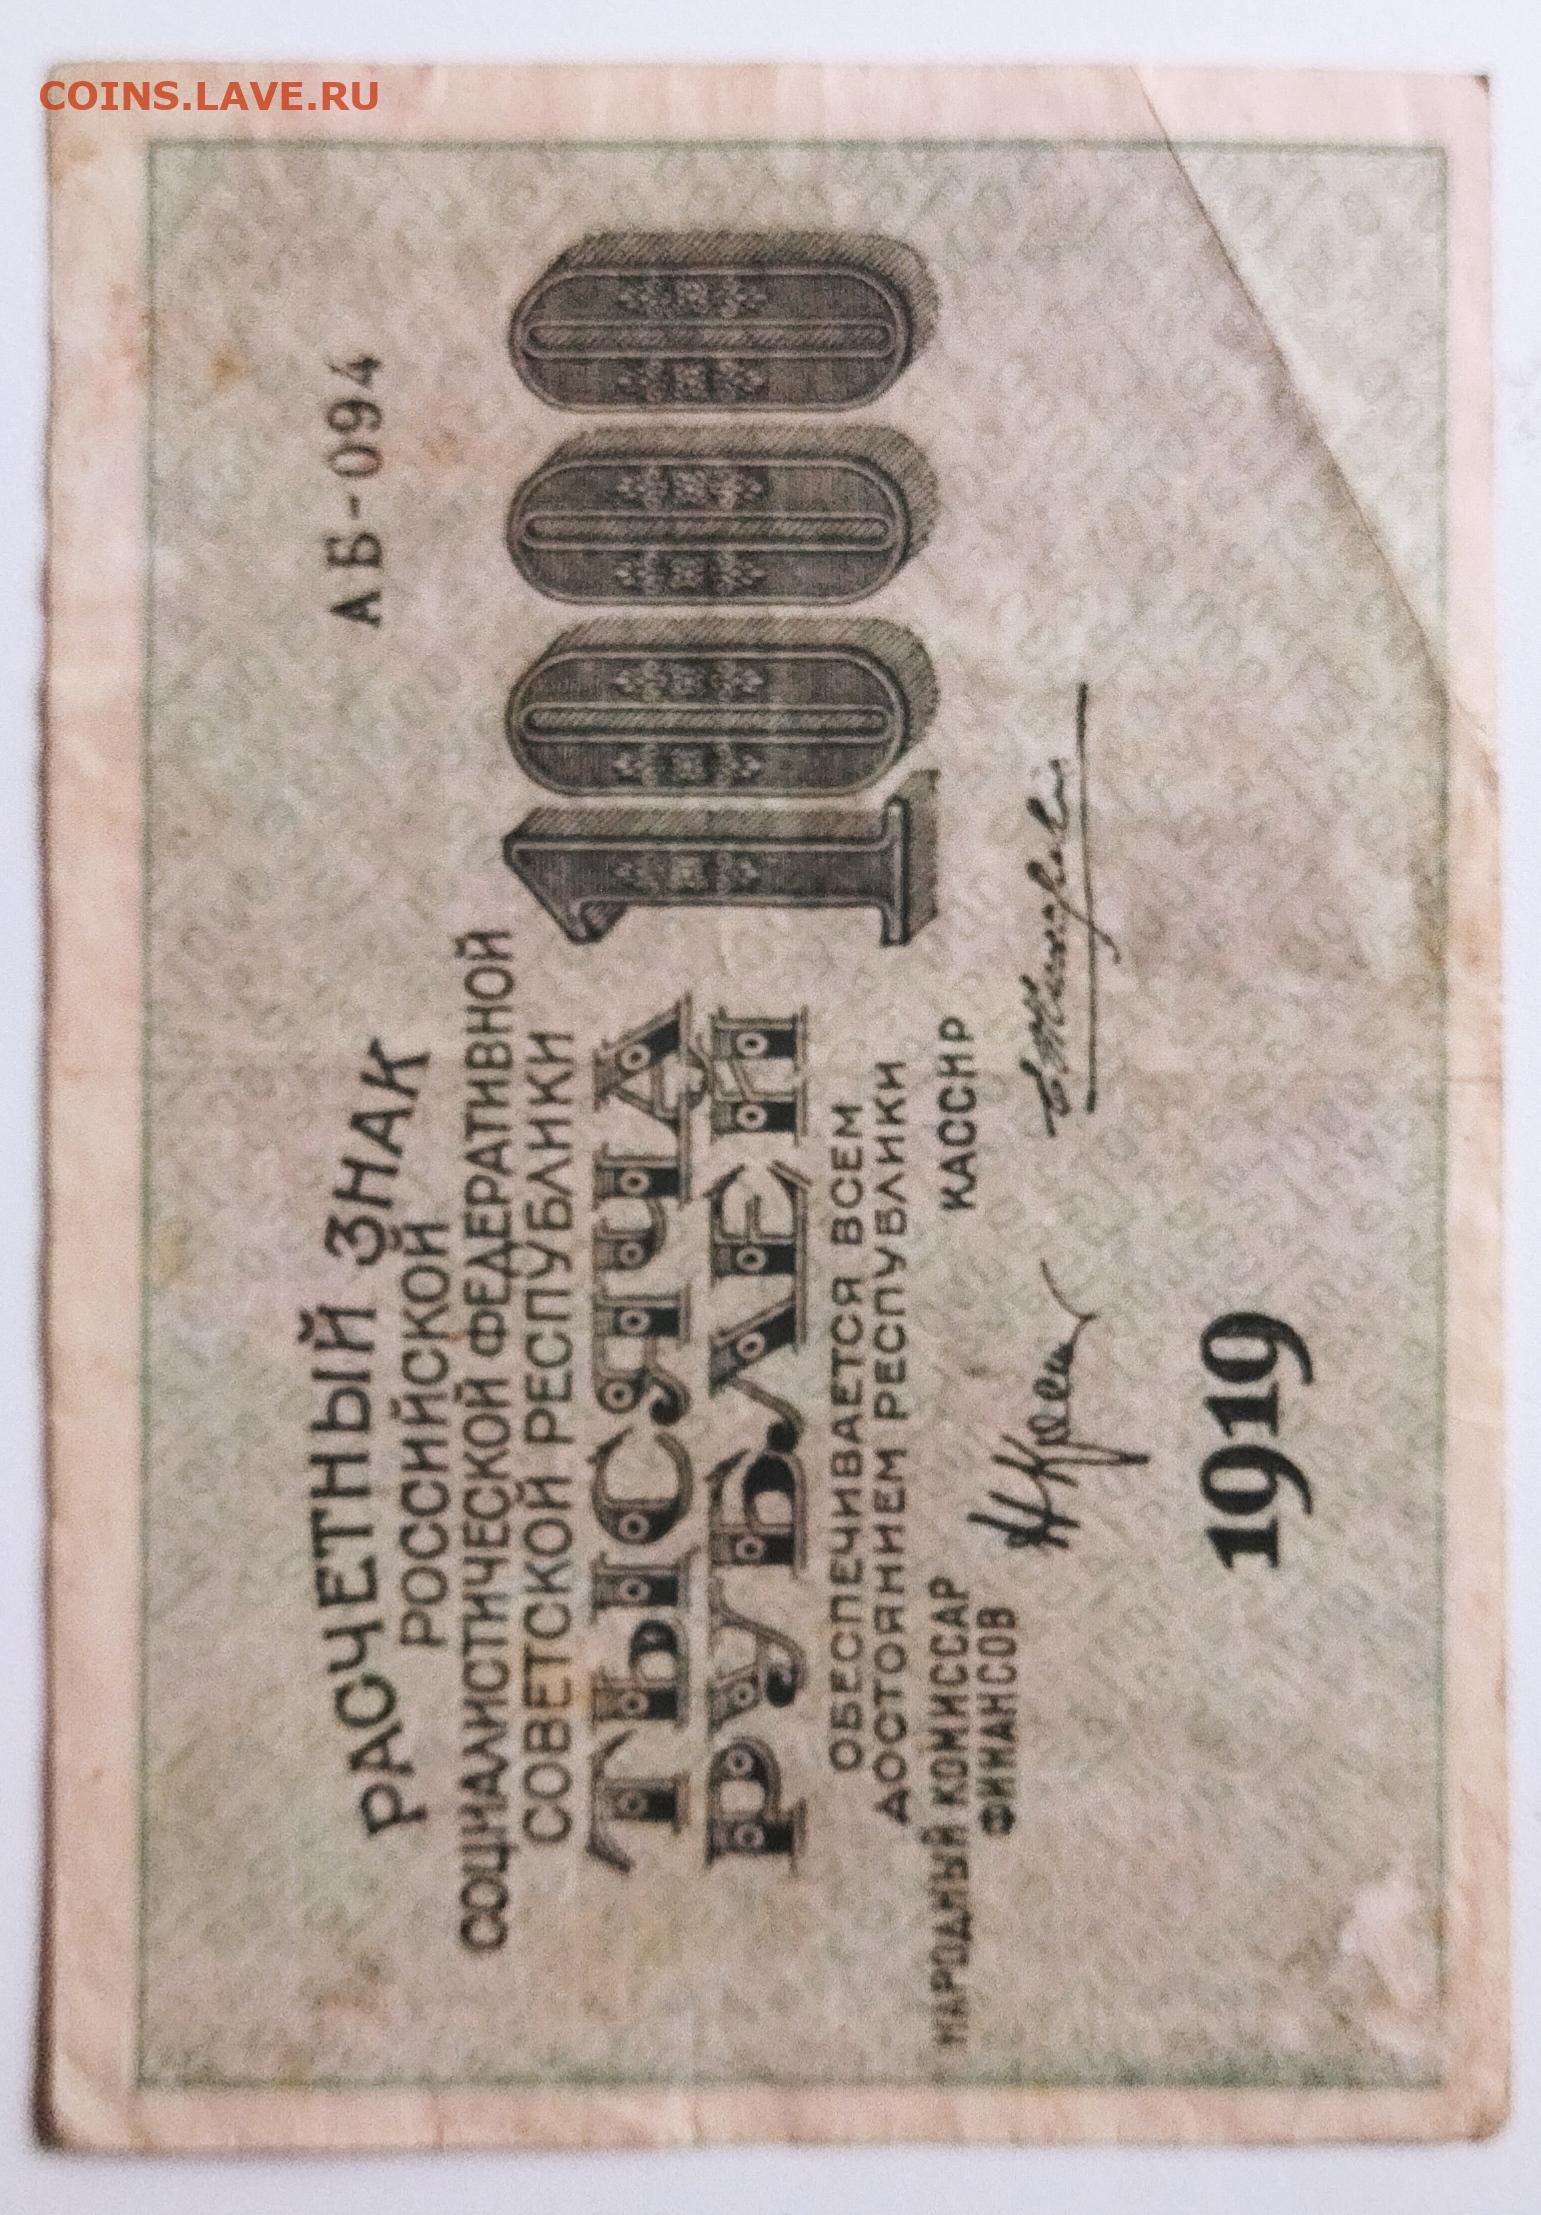 COINS.LAVE.RU
РАСЧЕТНЫЙ ЗНАК
АБ-094
РОССИЙСКОЙ
СОЦИАЛИСТИЧЕСКОЙ ФЕДЕРАТИВНОЙ
СОВЕТСКОЙ РЕСПУБЛИКИ
ТЫСЯЧА
РУБЛЕЙ
1000
ОБЕСПЕЧИВАЕТСЯ ВСЕМ
ДОСТОЯНИЕМ РЕСПУБЛИКИ
НАРОДНЫЙ КОМИССАР
ФИНАНСОВ
КАССИР
1919